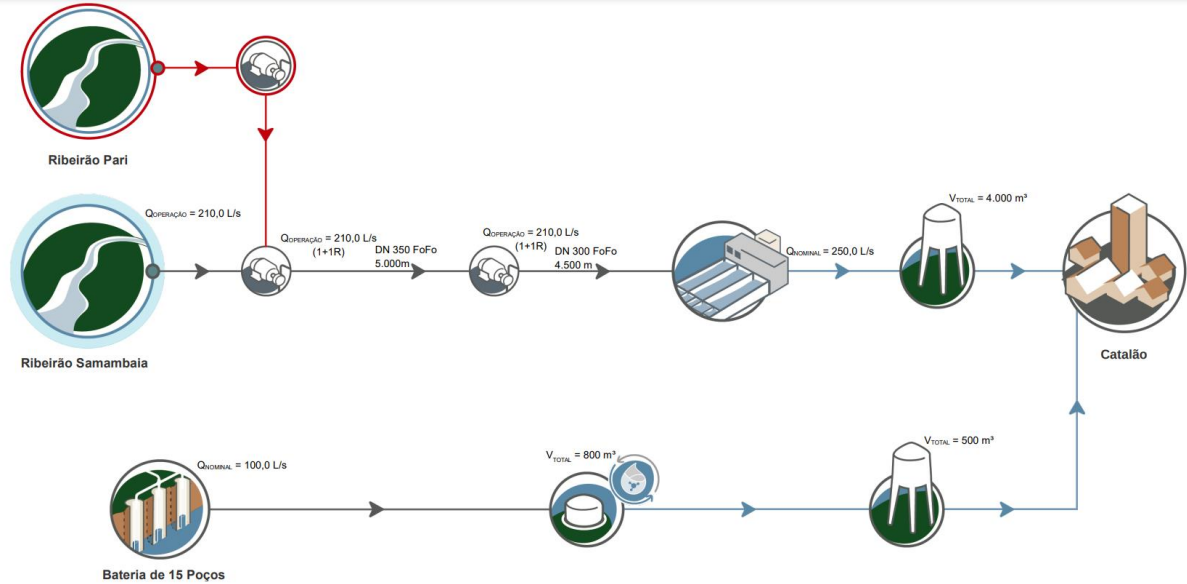 Ribeirão Pari
QOPERAÇÃO = 210,0 L/s
Ribeirão Samambaia
QOPERAÇÃO = 210,0 L/s
(1+1R)
DN 350 FoFo
5.000m
QOPERAÇÃO = 210,0 L/s
(1+1R)
DN 300 FoFo
4.500 m
QNOMINAL = 250,0 L/s
VTOTAL = 4.000 m³
Catalão
QNOMINAL = 100,0 L/s
Bateria de 15 Poços
VTOTAL = 800 m³
VTOTAL = 500 m³